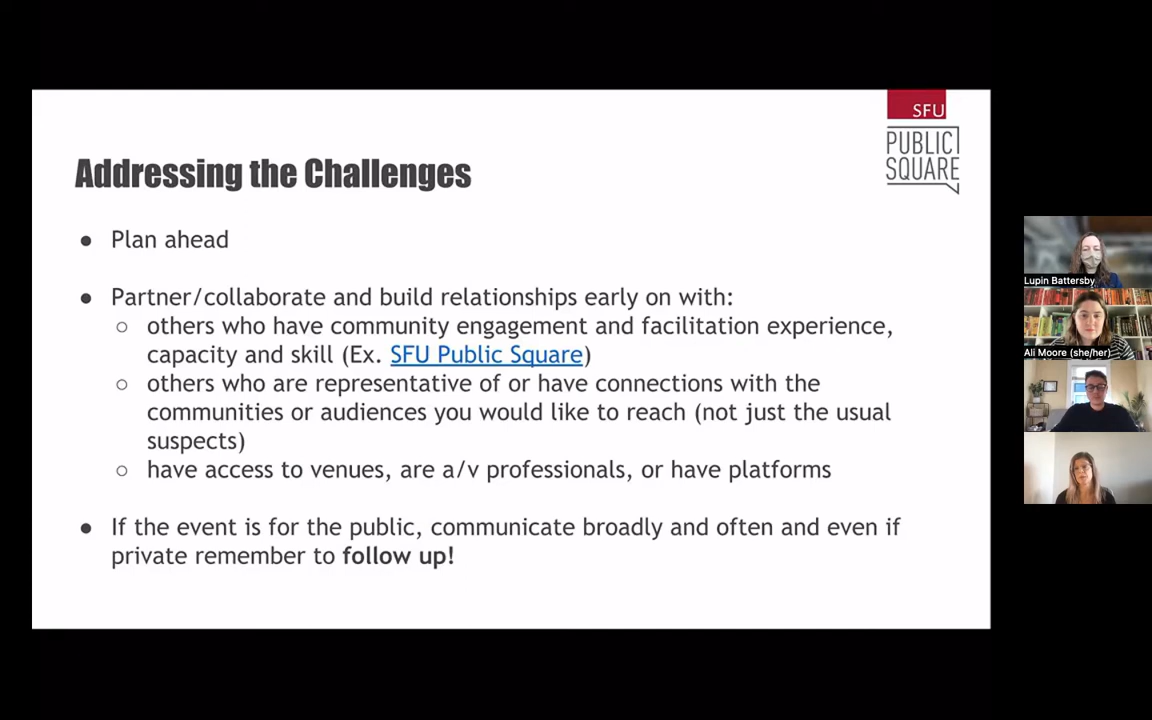 SFU
PUBLIC
SQUARE
Addressing the Challenges
● Plan ahead
● Partner/collaborate and build relationships early on with:
○ others who have community engagement and facilitation experience,
capacity and skill (Ex. SFU Public Square)
○ others who are representative of or have connections with the
communities or audiences you would like to reach (not just the usual
suspects)
○ have access to venues, are a/v professionals, or have platforms
● If the event is for the public, communicate broadly and often and even if
private remember to follow up!
Lupin Battersby
Ali Moore (she/her)